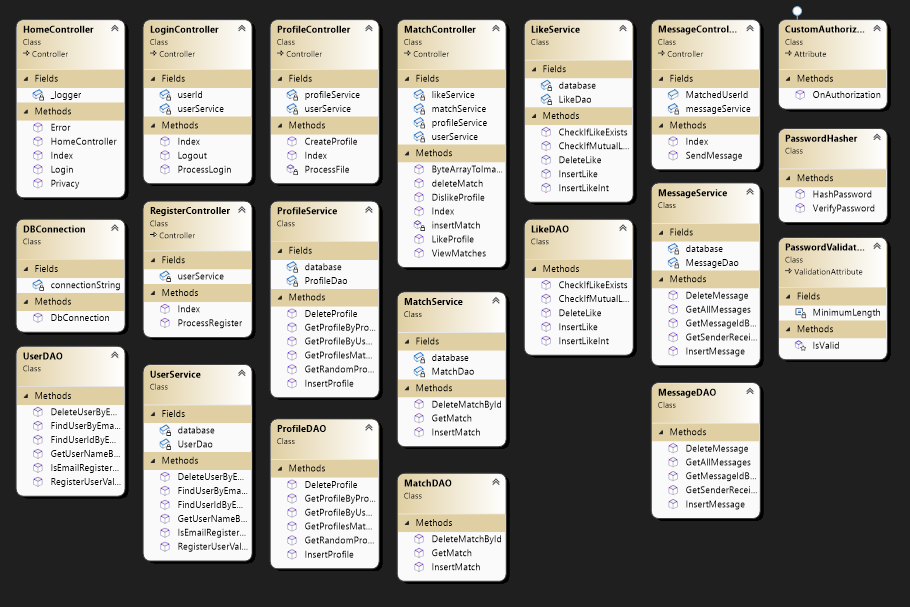 HomeController
Class
Controller
Fields
_logger
Methods
Error
HomeController
Index
Login
Privacy
DBConnection
Class
Fields
connectionString
Methods
DbConnection
UserDAO
Class
Methods
DeleteUserByE...
FindUserByEma...
FindUserIdByE...
GetUserNameB...
IsEmailRegister...
RegisterUserVal...
LoginController
Class
Controller
Fields
userId
userService
Methods
Index
Logout
ProcessLogin
RegisterController
Class
Controller
Fields
userService
Methods
Index
ProcessRegister
UserService
Class
Fields
database
UserDao
Methods
DeleteUserByE...
FindUserByEma...
FindUserIdByE...
GetUserNameB...
IsEmailRegister...
RegisterUserVal...
ProfileController
Class
Controller
Fields
profileService
userService
Methods
CreateProfile
Index
ProcessFile
ProfileService
Class
Fields
database
ProfileDao
Methods
DeleteProfile
GetProfileByPro...
GetProfileByUs...
GetProfilesMat...
GetRandomPro...
InsertProfile
ProfileDAO
Class
Methods
DeleteProfile
GetProfileByPro...
GetProfileByUs...
GetProfilesMat...
GetRandomPro...
InsertProfile
MatchController
Class
Controller
Fields
likeService
matchService
profileService
userService
Methods
ByteArrayToIma...
deleteMatch
DislikeProfile
Index
insertMatch
LikeProfile
ViewMatches
MatchService
Class
Fields
database
MatchDao
Methods
DeleteMatchById
GetMatch
InsertMatch
MatchDAO
Class
Methods
DeleteMatchById
GetMatch
InsertMatch
LikeService
Class
Fields
database
LikeDao
Methods
CheckIfLikeExists
CheckIfMutualL...
DeleteLike
InsertLike
InsertLikeInt
LikeDAO
Class
Methods
CheckIfLikeExists
CheckIfMutualL...
DeleteLike
InsertLike
InsertLikeInt
MessageControl...
Class
Controller
Fields
MatchedUserId
messageService
Methods
Index
SendMessage
MessageService
Class
Fields
database
MessageDao
Methods
DeleteMessage
GetAllMessages
GetMessageIdB...
GetSenderRecei...
InsertMessage
MessageDAO
Class
Methods
DeleteMessage
GetAllMessages
GetMessageIdB...
GetSenderRecei...
InsertMessage
CustomAuthoriz...
Class
Attribute
Methods
OnAuthorization
PasswordHasher
Class
Methods
HashPassword
VerifyPassword
PasswordValidat...
Class
ValidationAttribute
Fields
MinimumLength
Methods
IsValid